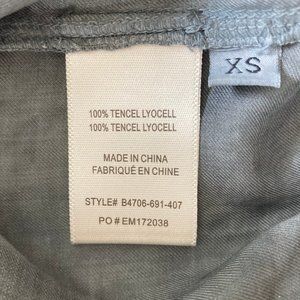 XS
100% TENCEL LYOCELL
100% TENCEL LYOCELL
MADE IN CHINA
FABRIQUÉ EN CHINE
STYLE# B4706-691-407
PO # EM172038